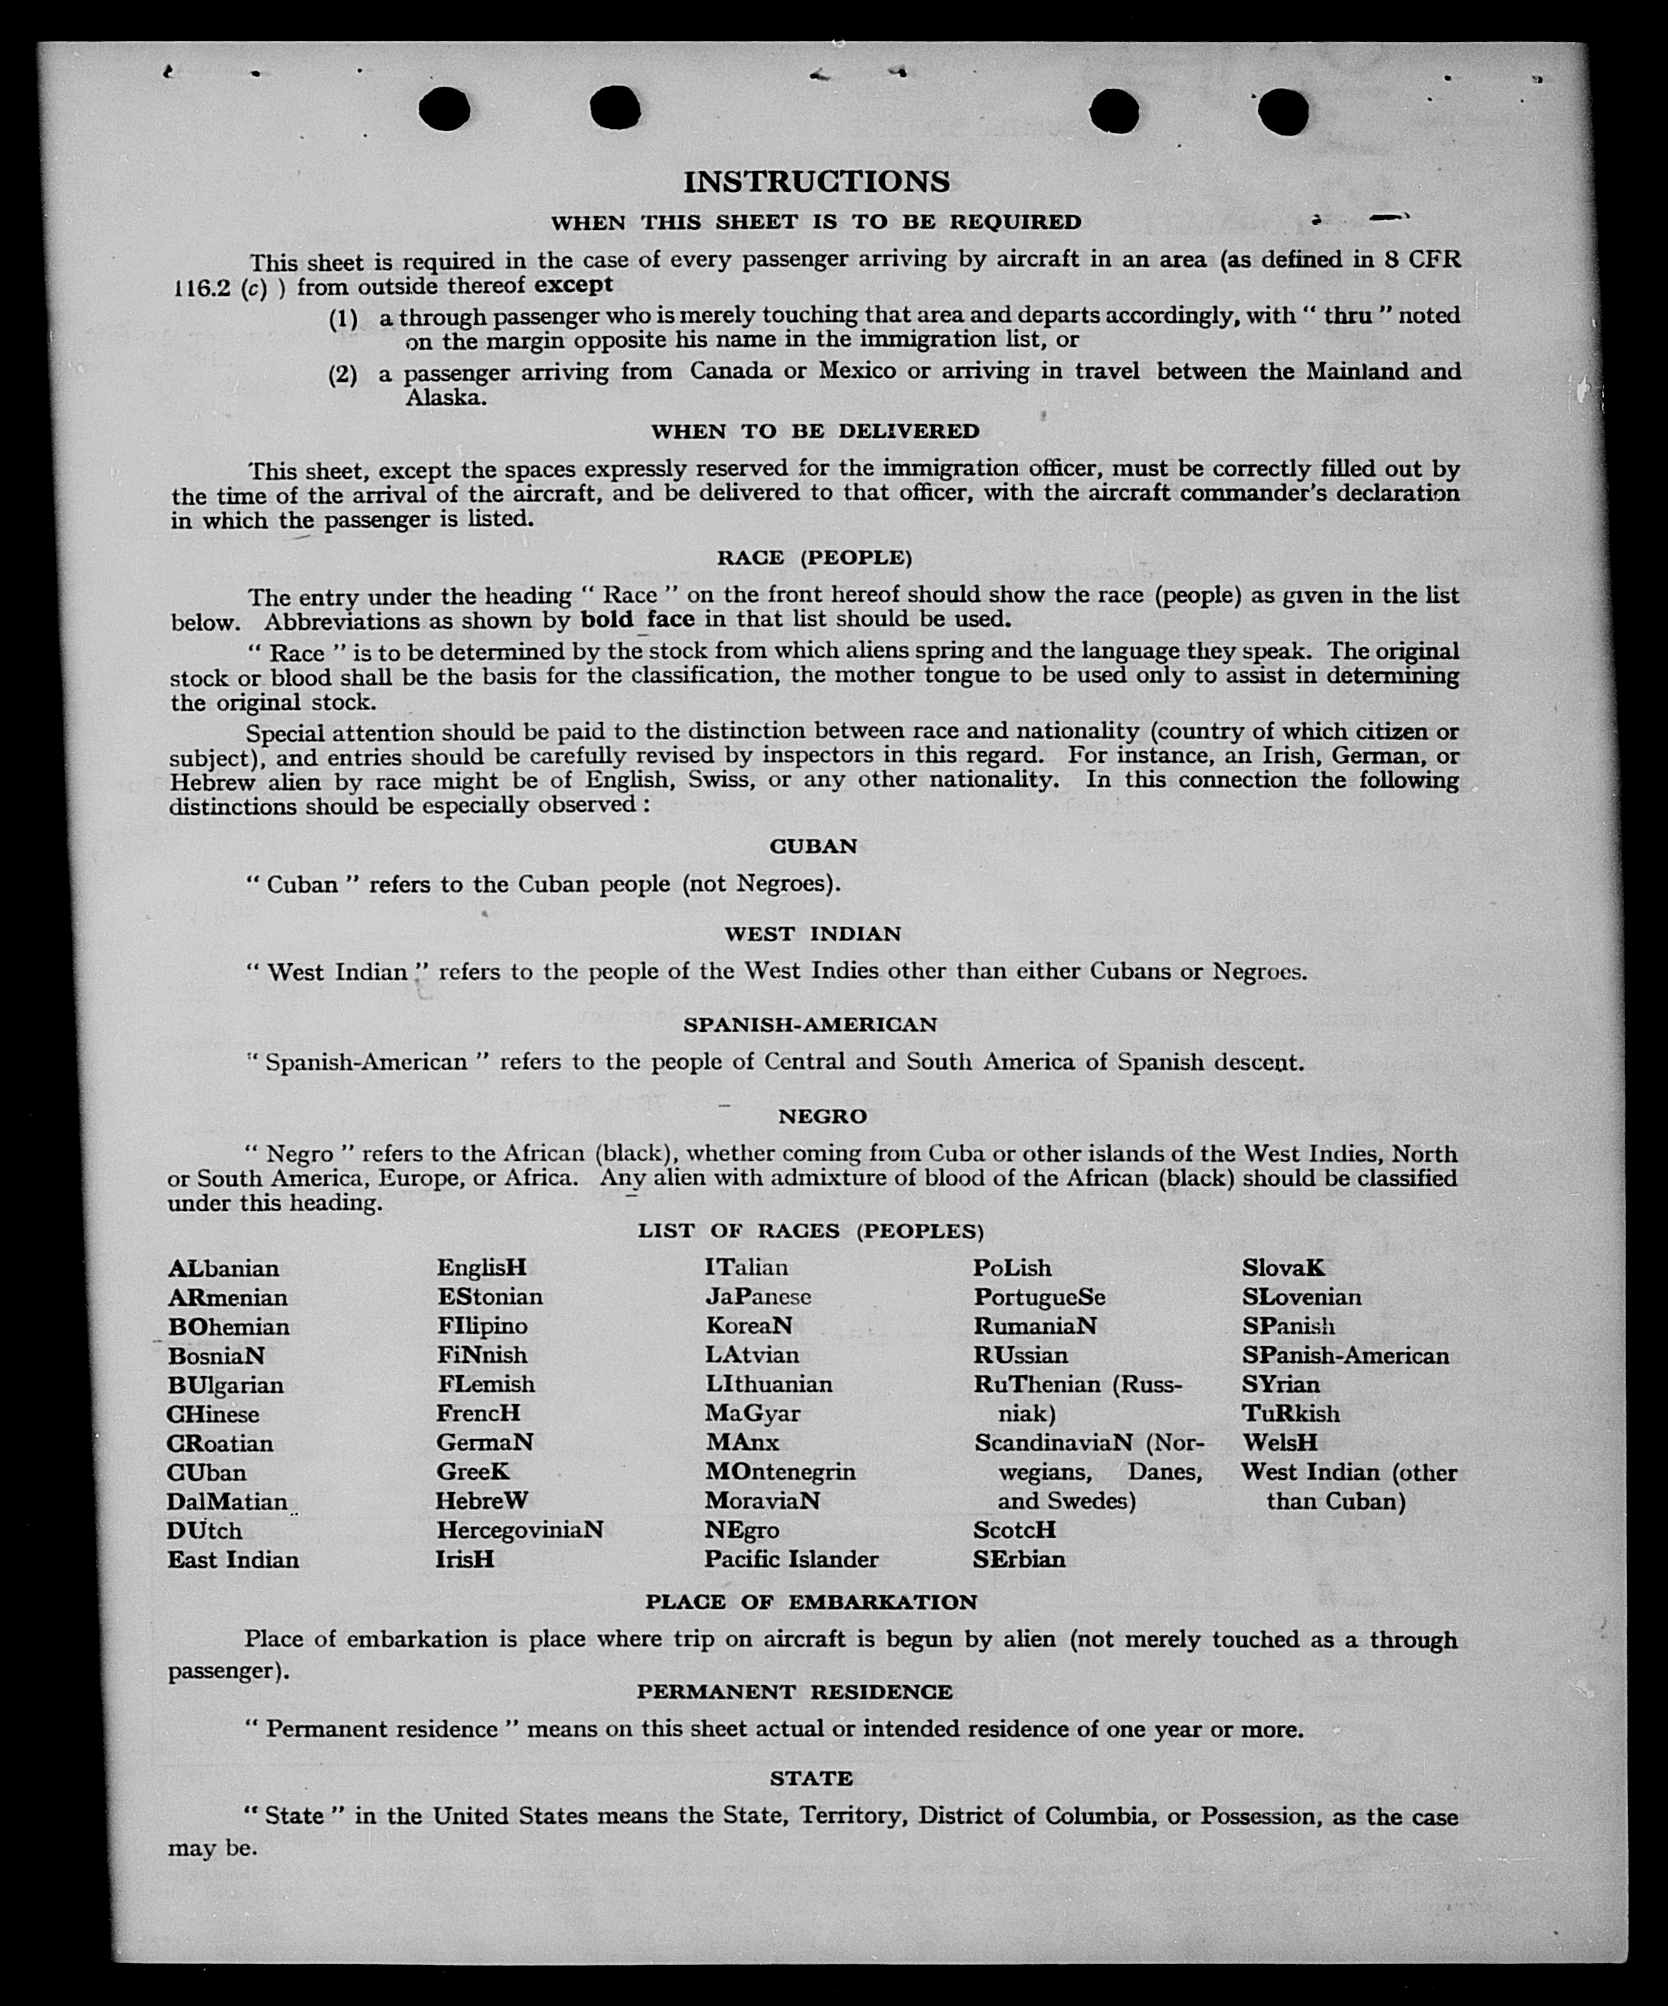 INSTRUCTIONS
WHEN THIS SHEET IS TO BE REQUIRED
This sheet is required in the case of every passenger arriving by aircraft in an area (as defined in 8 CFR
116.2 (c) ) from outside thereof except
(1) a through passenger who is merely touching that area and departs accordingly, with “ thru ” noted
on the margin opposite his name in the immigration list, or
(2) a passenger arriving from Canada or Mexico or arriving in travel between the Mainland and
Alaska.
WHEN TO BE DELIVERED
This sheet, except the spaces expressly reserved for the immigration officer, must be correctly filled out by
the time of the arrival of the aircraft, and be delivered to that officer, with the aircraft commander’s declaration
in which the passenger is listed.
RACE (PEOPLE)
The entry under the heading “ Race ” on the front hereof should show the race (people) as given in the list
below. Abbreviations as shown by bold face in that list should be used.
“ Race ” is to be determined by the stock from which aliens spring and the language they speak. The original
stock or blood shall be the basis for the classification, the mother tongue to be used only to assist in determining
the original stock.
Special attention should be paid to the distinction between race and nationality (country of which citizen or
subject), and entries should be carefully revised by inspectors in this regard. For instance, an Irish, German, or
Hebrew alien by race might be of English, Swiss, or any other nationality. In this connection the following
distinctions should be especially observed :
CUBAN
“ Cuban ” refers to the Cuban people (not Negroes).
WEST INDIAN
“ West Indian ” refers to the people of the West Indies other than either Cubans or Negroes.
SPANISH-AMERICAN
“ Spanish-American ” refers to the people of Central and South America of Spanish descent.
NEGRO
“ Negro ” refers to the African (black), whether coming from Cuba or other islands of the West Indies, North
or South America, Europe, or Africa. Any alien with admixture of blood of the African (black) should be classified
under this heading.
LIST OF RACES (PEOPLES)
ALbanian
ARmenian
BOhemian
BosniaN
BUlgarian
CHinese
CRoatian
CUban
DalMatian
DUtch
East Indian
EnglisH
EStonian
FIlipino
FiNnish
FLemish
FrencH
GermaN
GreeK
HebreW
HercegoviniaN
IrisH
ITalian
JaPanese
KoreaN
LAtvian
LIthuanian
MaGyar
MAnx
MOntenegrin
MoraviaN
NEgro
Pacific Islander
PoLish
PortugueSe
RumaniaN
RUssian
RuThenian (Russ-
niak)
ScandinaviaN (Nor-
wegians, Danes,
and Swedes)
ScotcH
SErbian
SlovaK
SLovenian
SPanish
SPanish-American
SYrian
TuRkish
WelsH
West Indian (other
than Cuban)
PLACE OF EMBARKATION
Place of embarkation is place where trip on aircraft is begun by alien (not merely touched as a through
passenger).
PERMANENT RESIDENCE
“ Permanent residence ” means on this sheet actual or intended residence of one year or more.
STATE
“ State ” in the United States means the State, Territory, District of Columbia, or Possession, as the case
may be.